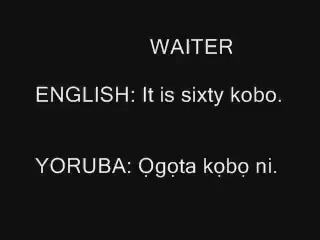 WAITER
ENGLISH: It is sixty kobo.
YORUBA: Ọgọta kọbọ ni.